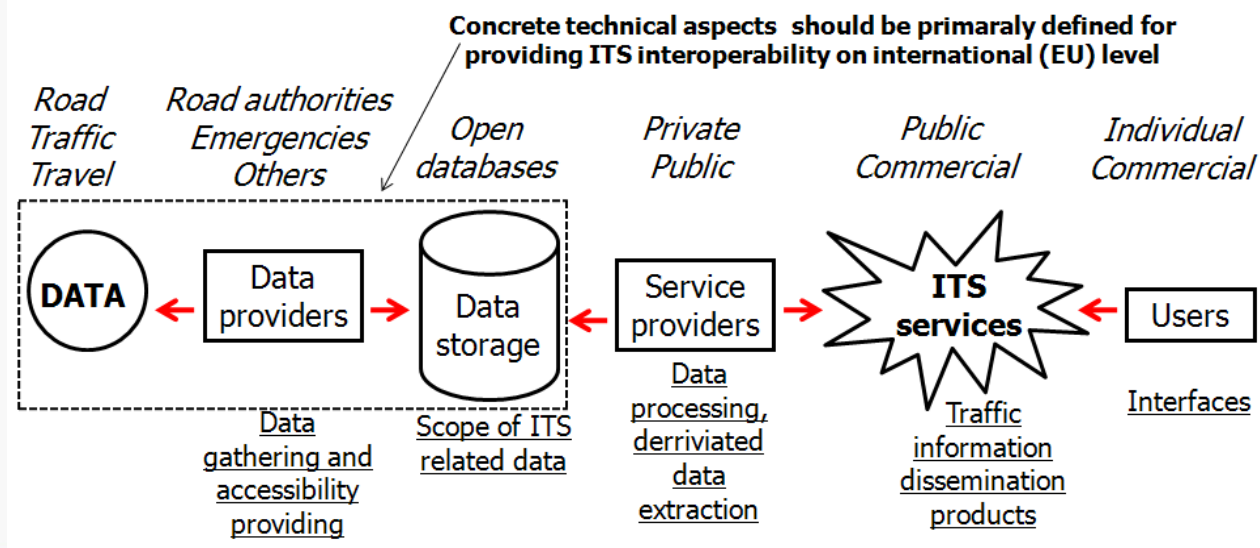 Concrete technical aspects should be primaraly defined for
providing ITS interoperability on international (EU) level
Road
Traffic
Travel
Road authorities
Emergencies
Others
Open
databases
Private
Public
Public
Commercial
Individual
Commercial
DATA
Data
providers
Data
storage
Service
providers
ITS
services
Users
Data
gathering and
accessibility
providing
Scope of ITS
related data
Data
processing,
derriviated
data
extraction
Traffic
information
dissemination
products
Interfaces